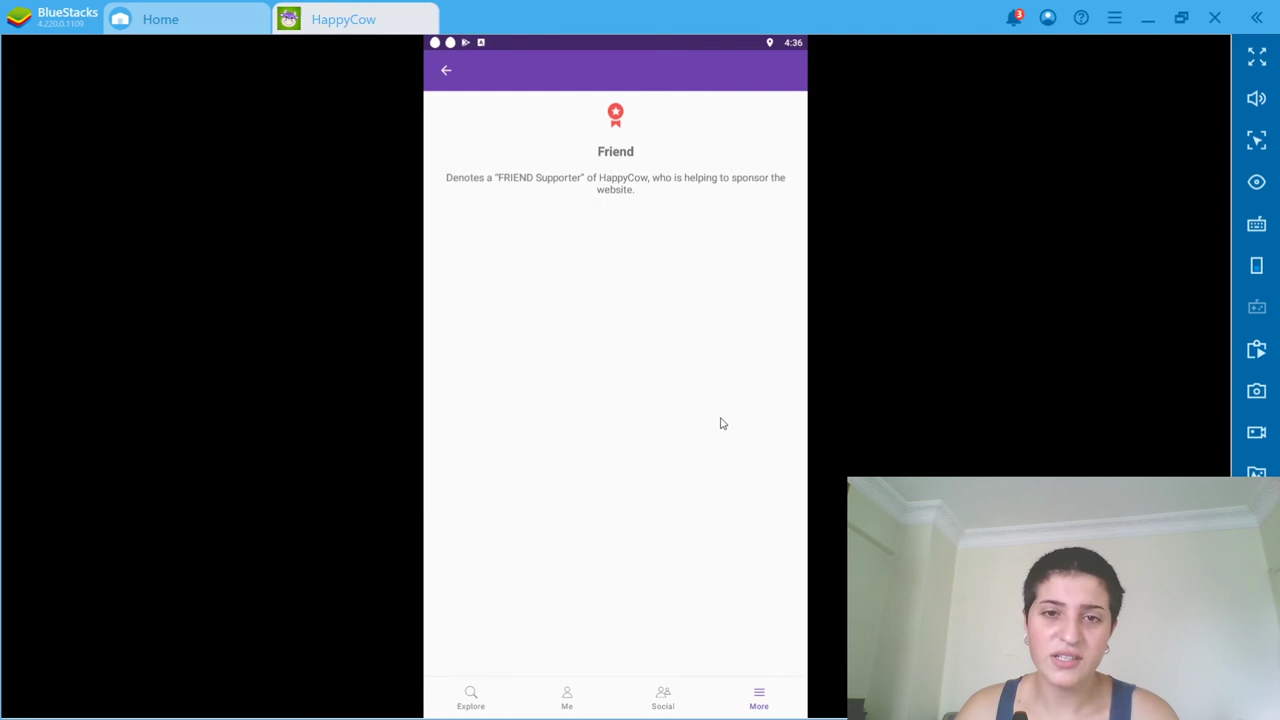 BlueStacks
4.220.0.1109
Home
HappyCow
3
4:36
Friend
Denotes a “FRIEND Supporter” of HappyCow, who is helping to sponsor the
website.
Explore
Me
Social
More